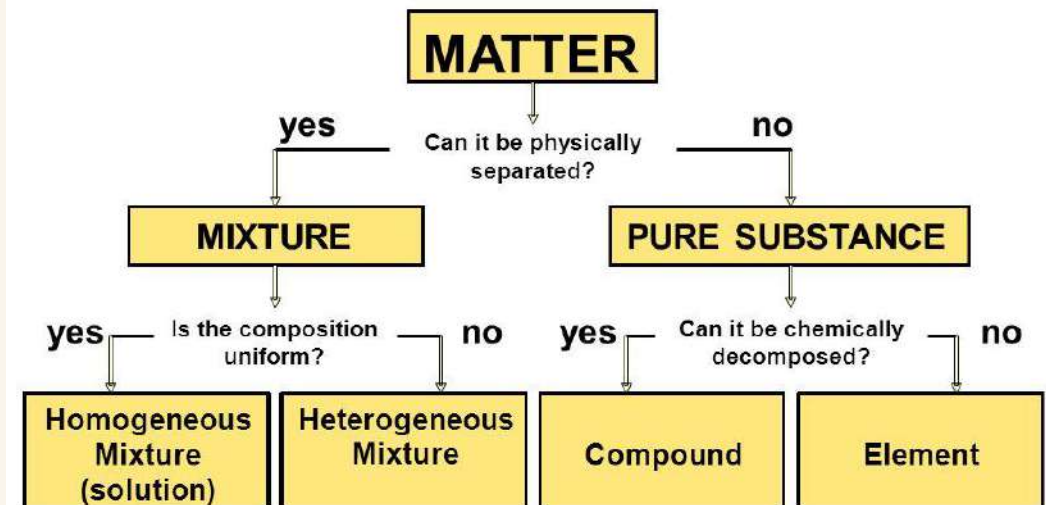 MATTER
yes
Can it be physically
separated?
no
MIXTURE
PURE SUBSTANCE
yes
Is the composition
uniform?
no
yes
Can it be chemically
decomposed?
no
Homogeneous
Mixture
(solution)
Heterogeneous
Mixture
Compound
Element